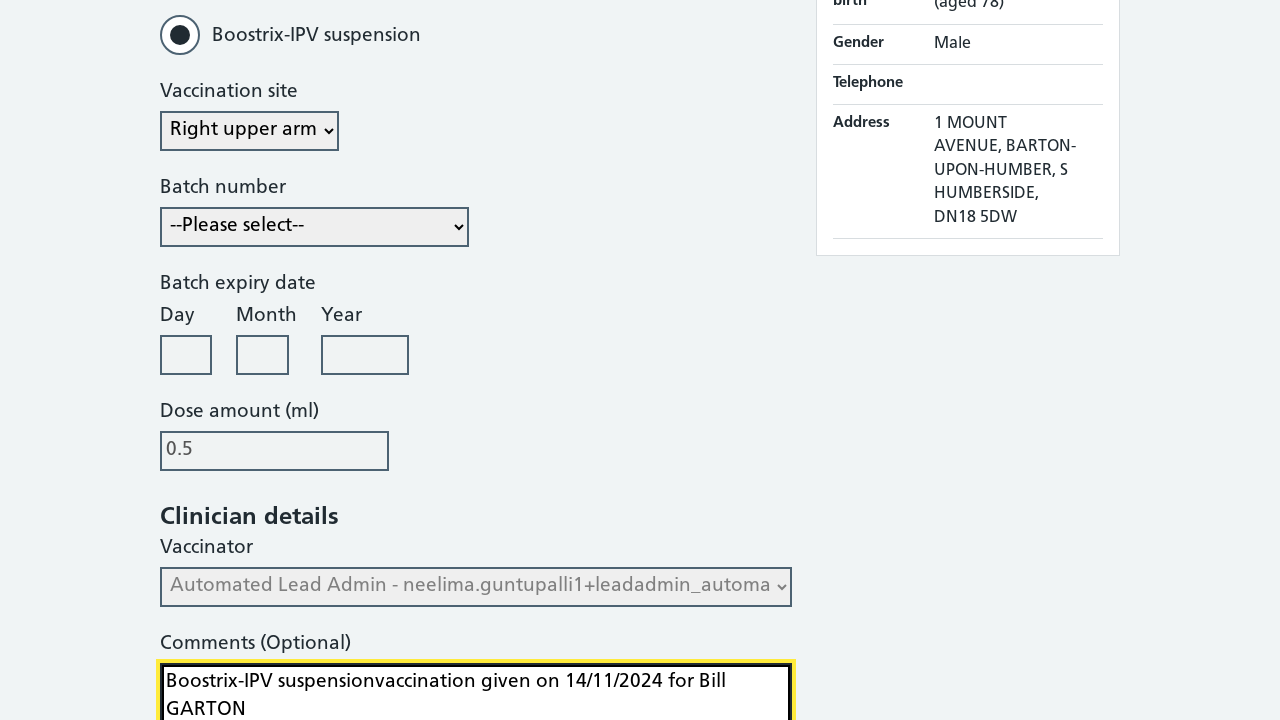 Boostrix-IPV suspension
Vaccination site
Right upper arm
Batch number
--Please select--
Batch expiry date
Day Month Year
0.5
Dose amount (ml)
Clinician details
Vaccinator
Automated Lead Admin - neelima.guntupalli1+leadadmin_automa
Comments (Optional)
Boostrix-IPV suspensionvaccination given on 14/11/2024 for Bill
GARTON
birth (aged 78)
Gender Male
Telephone
Address 1 MOUNT
AVENUE, BARTON-
UPON-HUMBER, S
HUMBERSIDE,
DN18 5DW